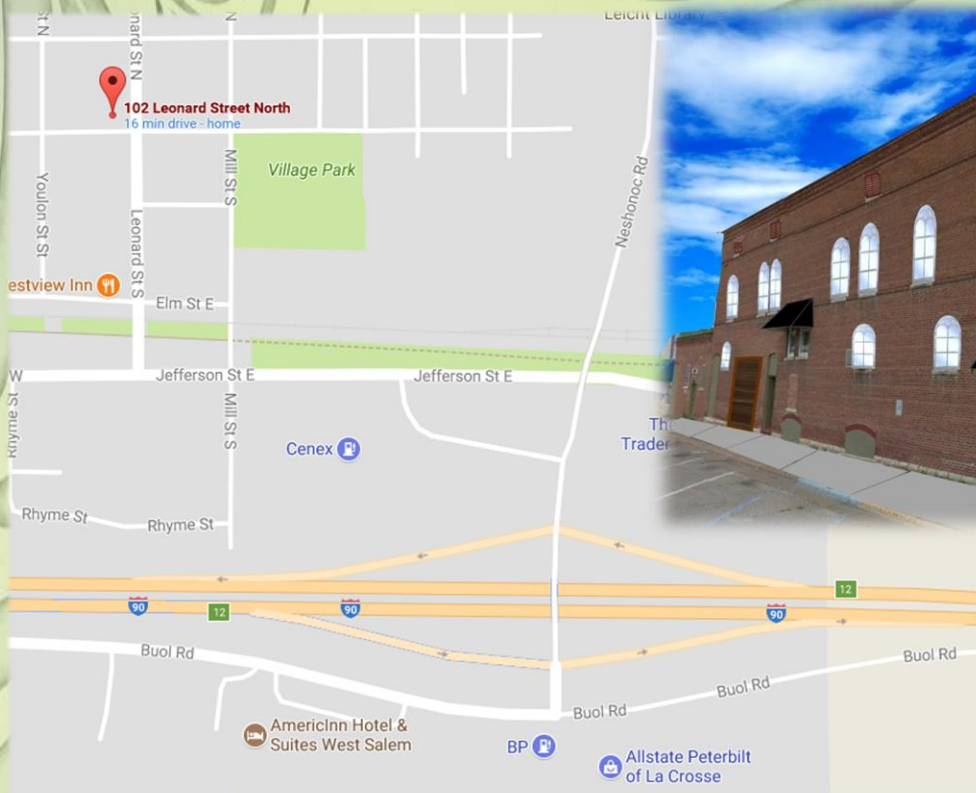 St N
nard St N
N
Leicht Library
102 Leonard Street North
16 min drive - home
Village Park
Mill St S
Neshonoc Rd
Youlon St St
Leonard St S
estview Inn
Elm St E
W
Jefferson St E
Jefferson St E
Rhyme St
Mill St S
Cenex
The
Trader
Rhyme St
Rhyme St
12
90
12
90
90
Buol Rd
Buol Rd
Buol Rd
Buol Rd
AmericInn Hotel &
Suites West Salem
BP
Allstate Peterbilt
of La Crosse